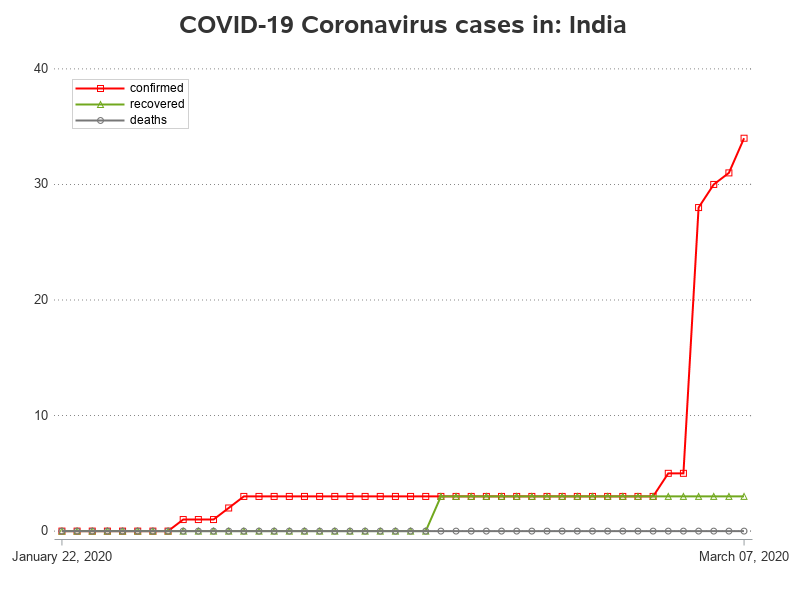 COVID-19 Coronavirus cases in: India
40
confirmed
recovered
deaths
30
20
10
0
January 22, 2020
March 07, 2020